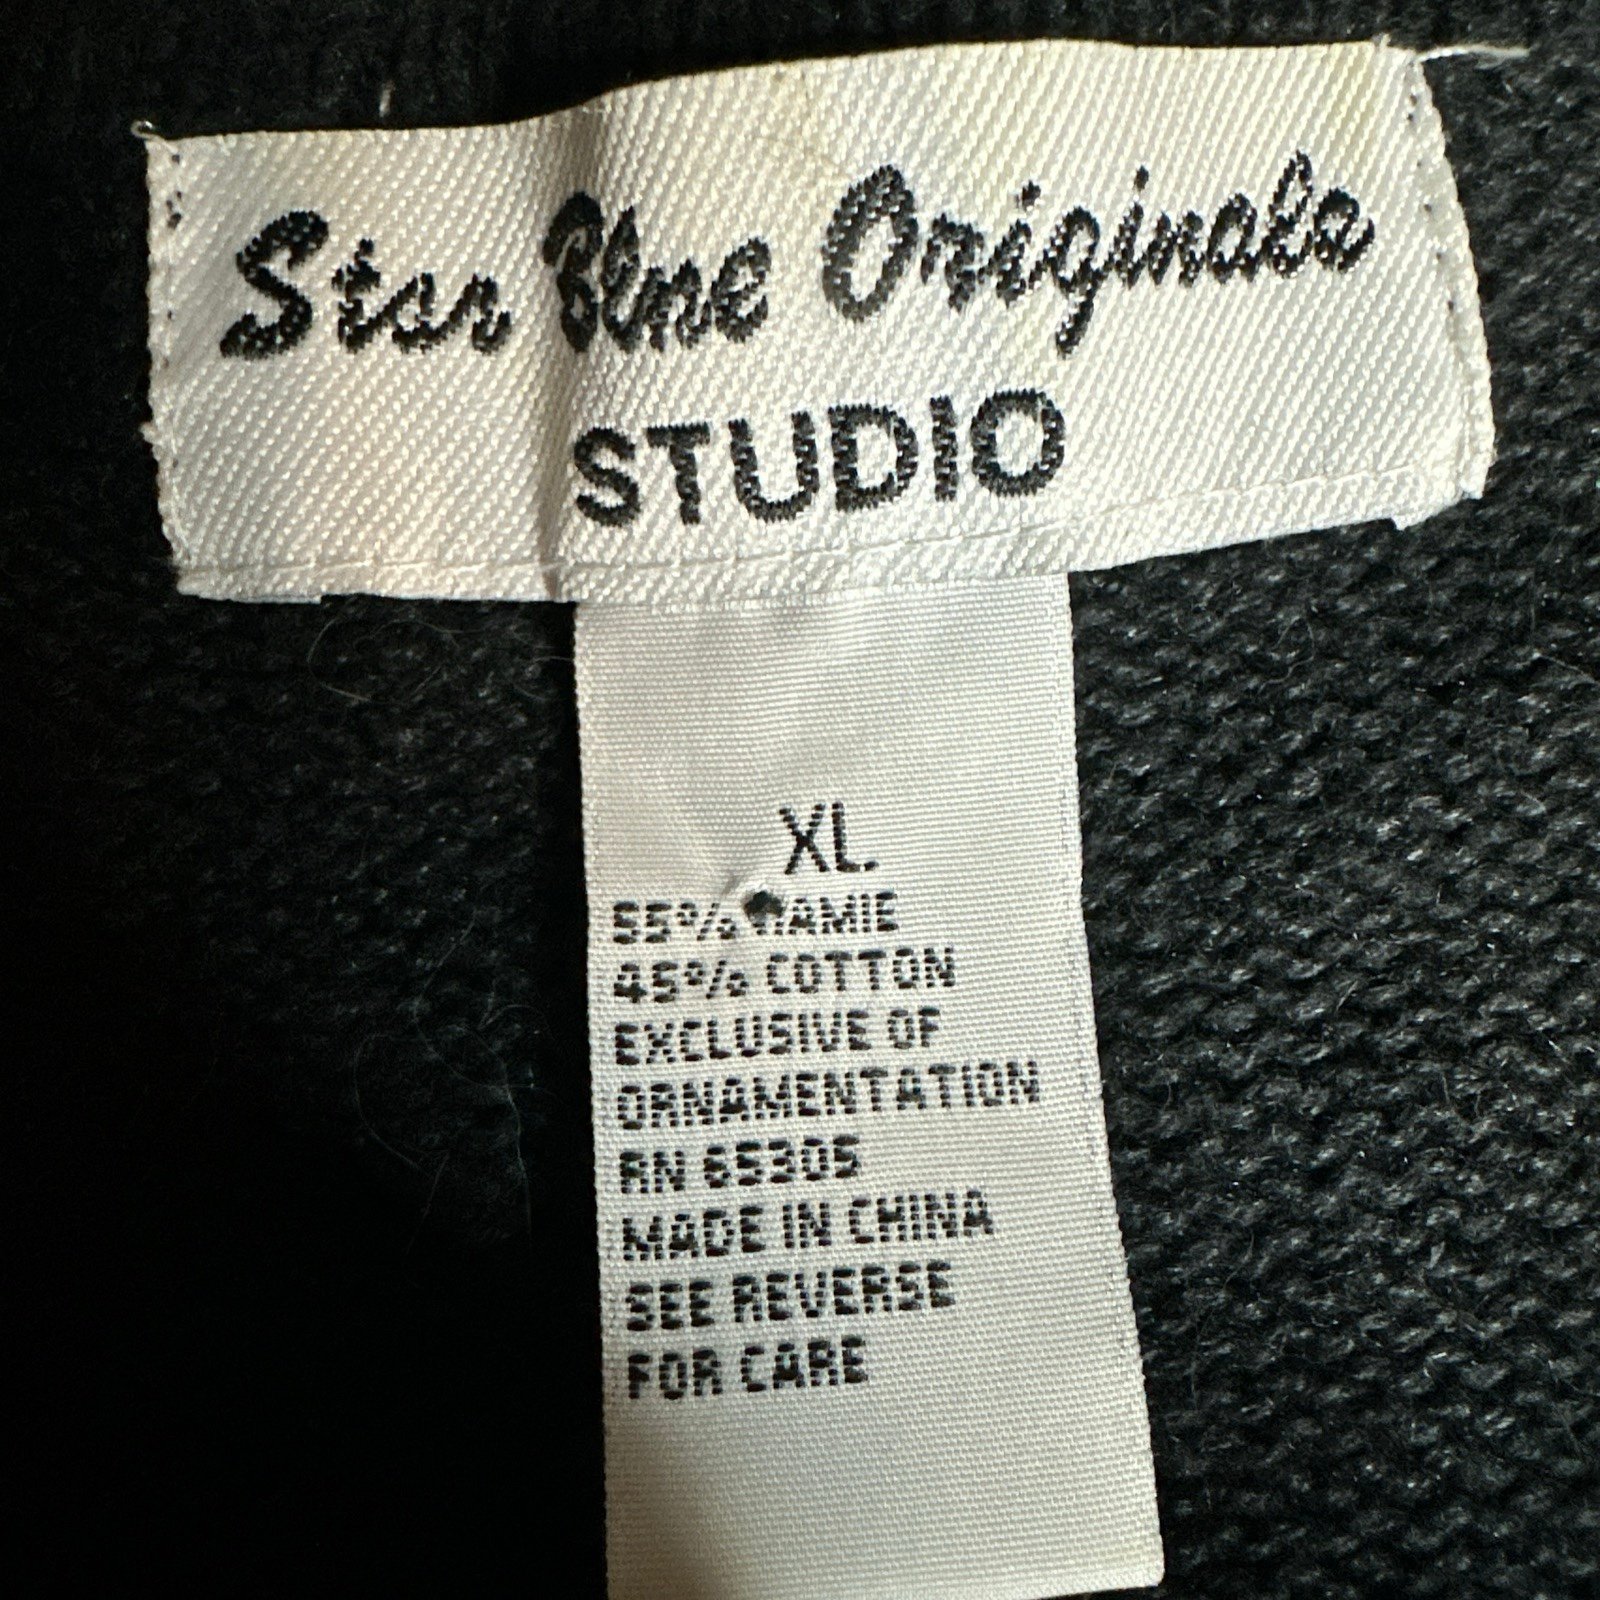 Star Blue Originals
STUDIO
XL
55% RAMIE
45% COTTON
EXCLUSIVE OF
ORNAMENTATION
RN 65305
MADE IN CHINA
SEE REVERSE
FOR CARE